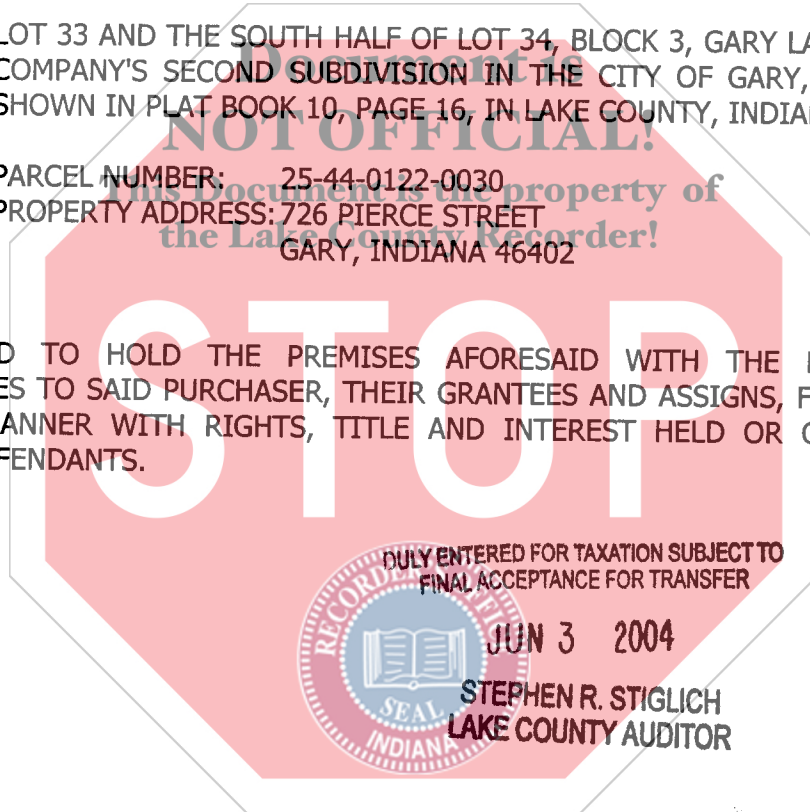 LOT 33 AND THE SOUTH HALF OF LOT 34, BLOCK 3, GARY LA
COMPANY'S SECOND SUBDIVISION IN THE CITY OF GARY,
SHOWN IN PLAT BOOK 10, PAGE 16, IN LAKE COUNTY, INDIA
Document is
NOT OFFICIAL!
This Document is the property of
the Lake County Recorder!
PARCEL NUMBER: 25-44-0122-0030
PROPERTY ADDRESS: 726 PIERCE STREET
GARY, INDIANA 46402
STOP
D TO HOLD THE PREMISES AFORESAID WITH THE
ES TO SAID PURCHASER, THEIR GRANTEES AND ASSIGNS, F
ANNER WITH RIGHTS, TITLE AND INTEREST HELD OR
FENDANTS.
DULY ENTERED FOR TAXATION SUBJECT TO
FINAL ACCEPTANCE FOR TRANSFER
JUN 3 2004
STEPHEN R. STIGLICH
LAKE COUNTY AUDITOR
RECORDER'S OFFICE
SEAL
INDIANA